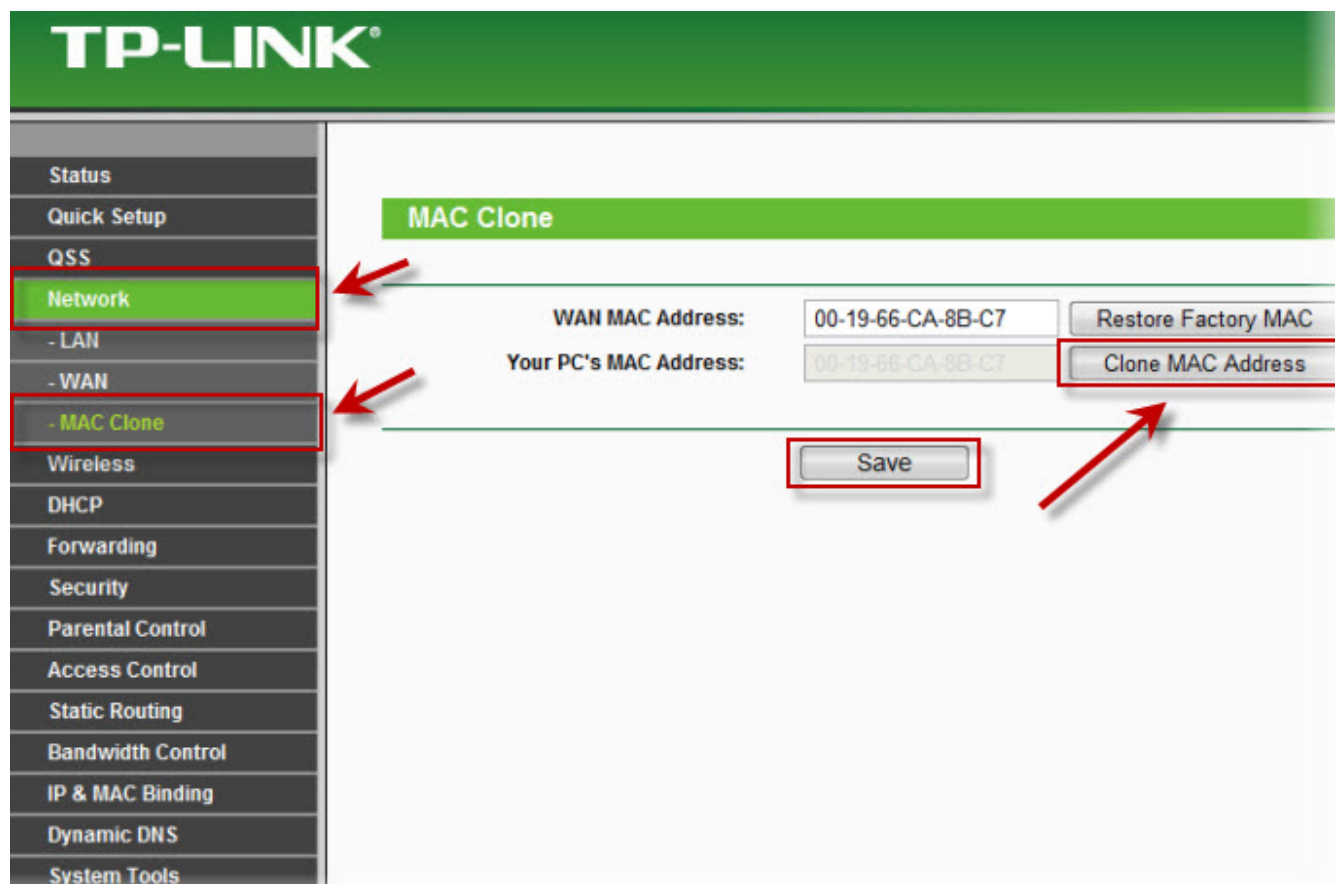 TP-LINK®
Status
Quick Setup
QSS
Network
- LAN
- WAN
- MAC Clone
Wireless
DHCP
Forwarding
Security
Parental Control
Access Control
Static Routing
Bandwidth Control
IP & MAC Binding
Dynamic DNS
System Tools
MAC Clone
WAN MAC Address: 00-19-66-CA-8B-C7 Restore Factory MAC
Your PC's MAC Address: 00-19-66-CA-8B-C7 Clone MAC Address
Save